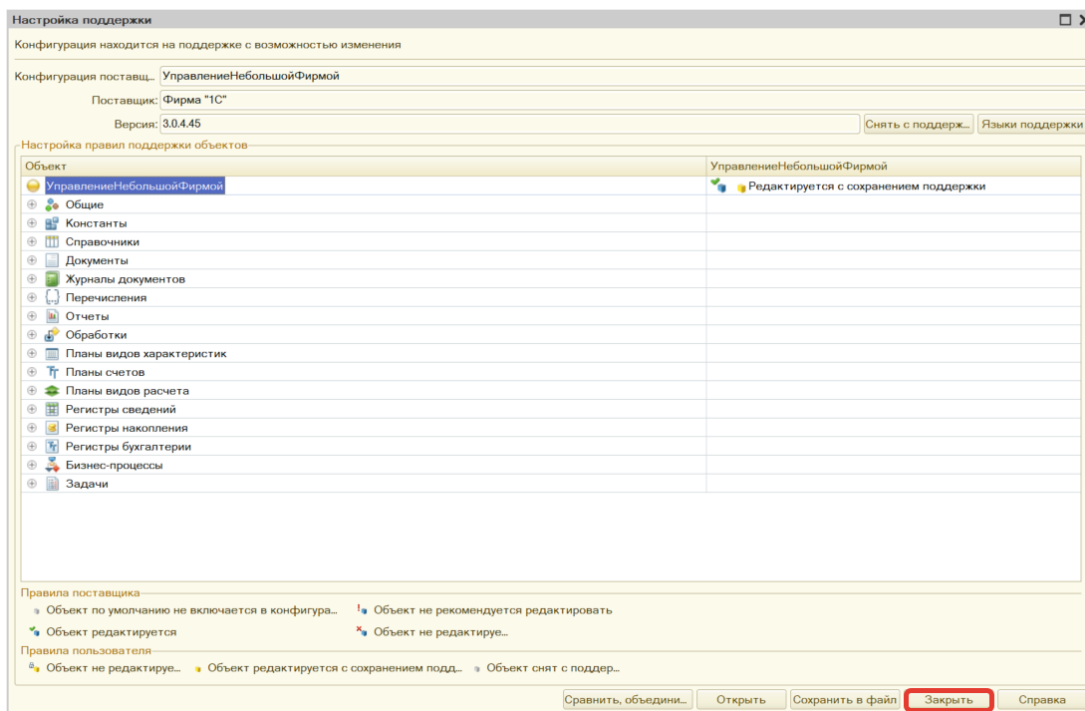 Настройка поддержки
Конфигурация находится на поддержке с возможностью изменения
Конфигурация поставщ... УправлениеНебольшойФирмой
Поставщик: Фирма "1С"
Версия: 3.0.4.45 Снять с поддерж... Языки поддержки
Настройка правил поддержки объектов
Объект УправлениеНебольшойФирмой
УправлениеНебольшойФирмой Редактируется с сохранением поддержки
Общие
Константы
Справочники
Документы
Журналы документов
Перечисления
Отчеты
Обработки
Планы видов характеристик
Планы счетов
Планы видов расчета
Регистры сведений
Регистры накопления
Регистры бухгалтерии
Бизнес-процессы
Задачи
Правила поставщика
Объект по умолчанию не включается в конфигура... Объект не рекомендуется редактировать
Объект редактируется Объект не редактируе...
Правила пользователя
Объект не редактируе... Объект редактируется с сохранением подд... Объект снят с поддер...
Сравнить, объедини... Открыть Сохранить в файл Закрыть Справка